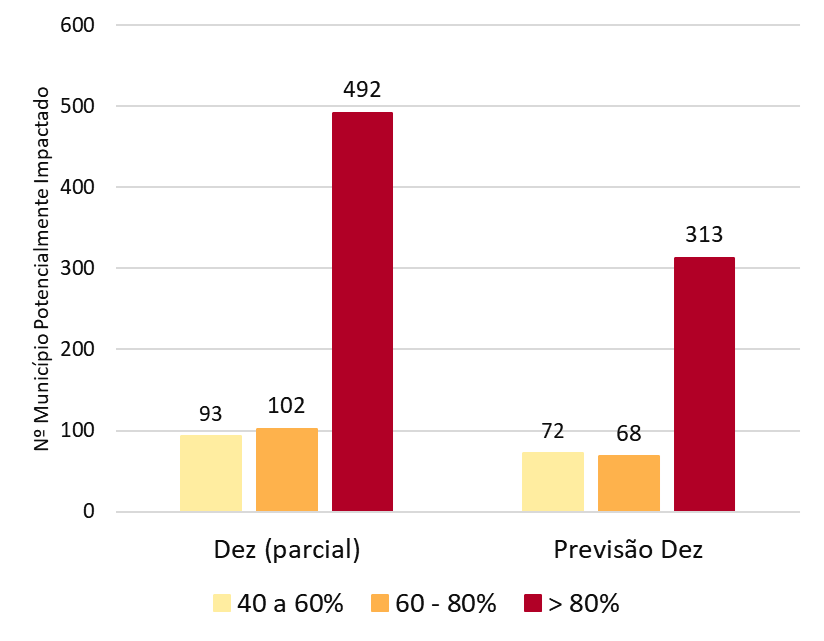 Nº Município Potencialmente Impactado
600
500
400
300
200
100
0
93
102
492
72
68
313
Dez (parcial)
Previsão Dez
40 a 60%
60 - 80%
> 80%